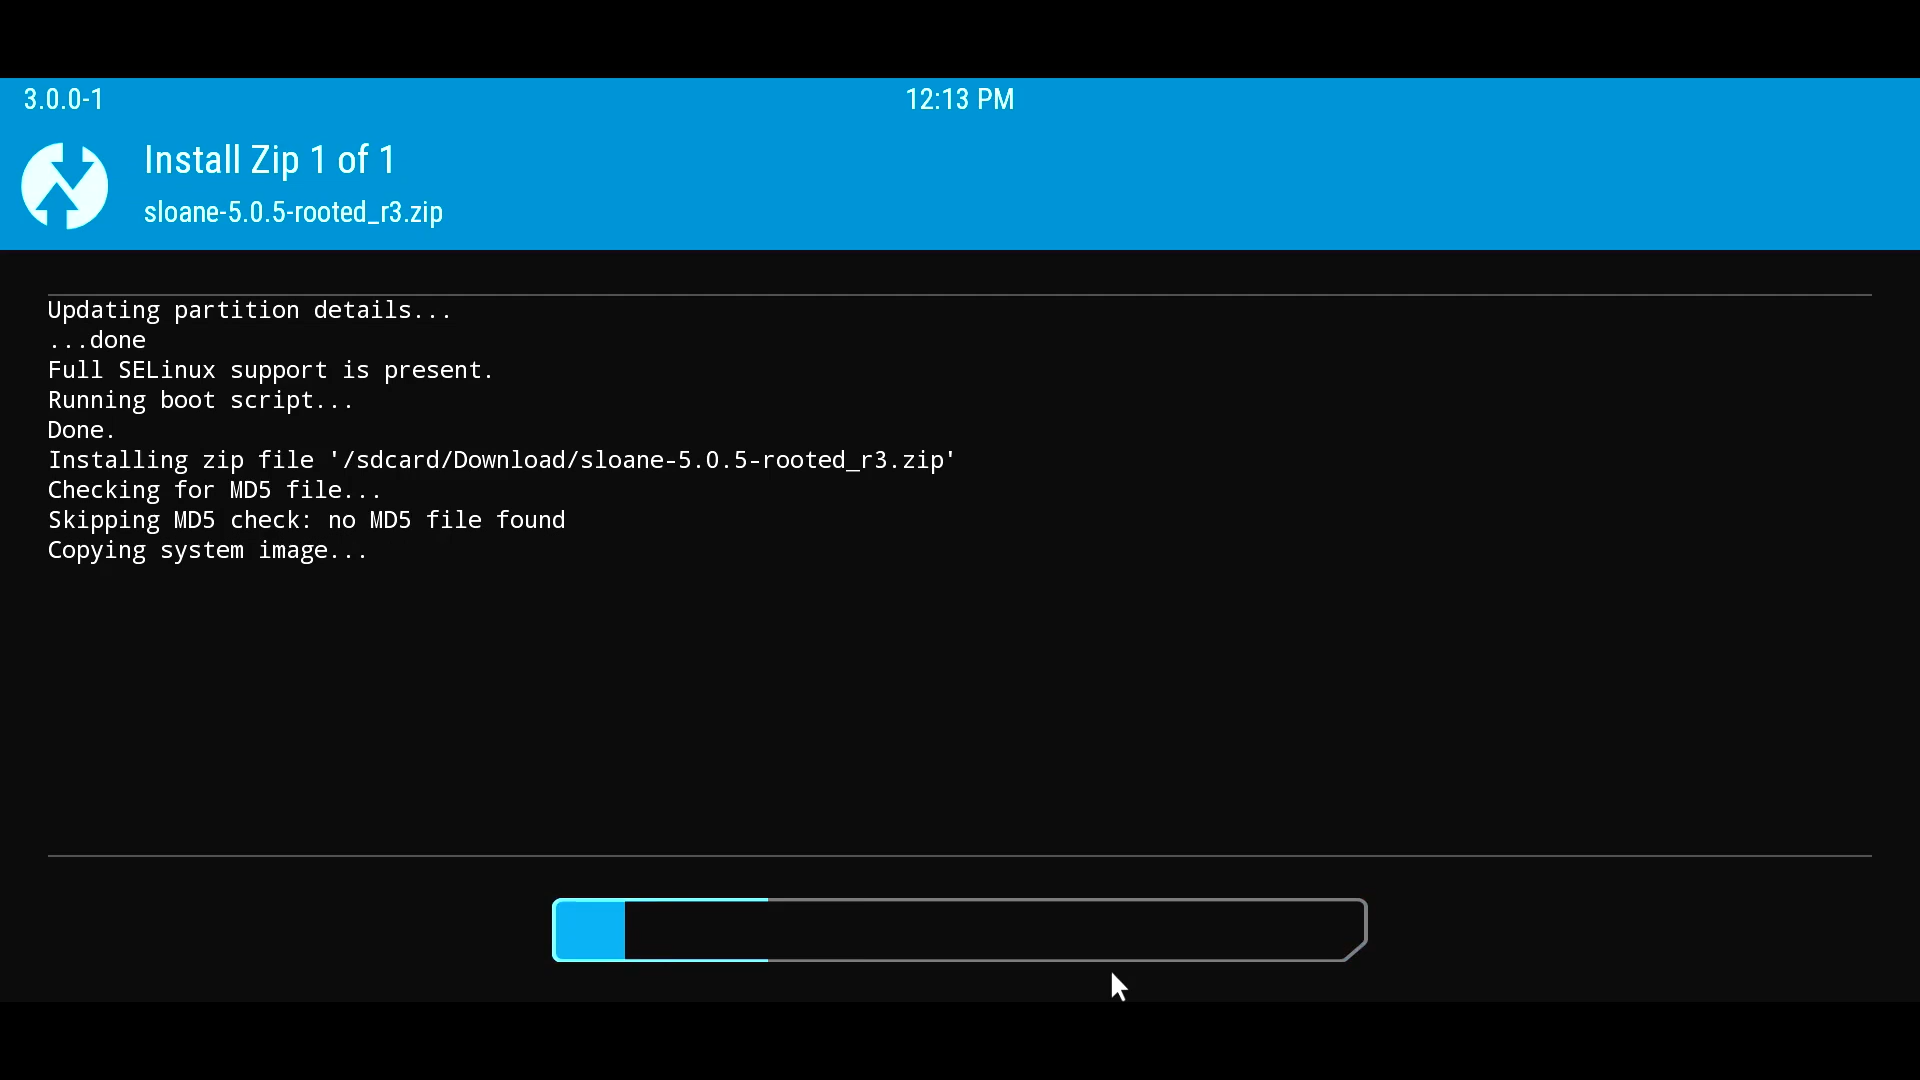 3.0.0-1
12:13 PM
Install Zip 1 of 1
sloane-5.0.5-rooted_r3.zip
Updating partition details...
...done
Full SELinux support is present.
Running boot script...
Done.
Installing zip file '/sdcard/Download/sloane-5.0.5-rooted_r3.zip'
Checking for MD5 file...
Skipping MD5 check: no MD5 file found
Copying system image...